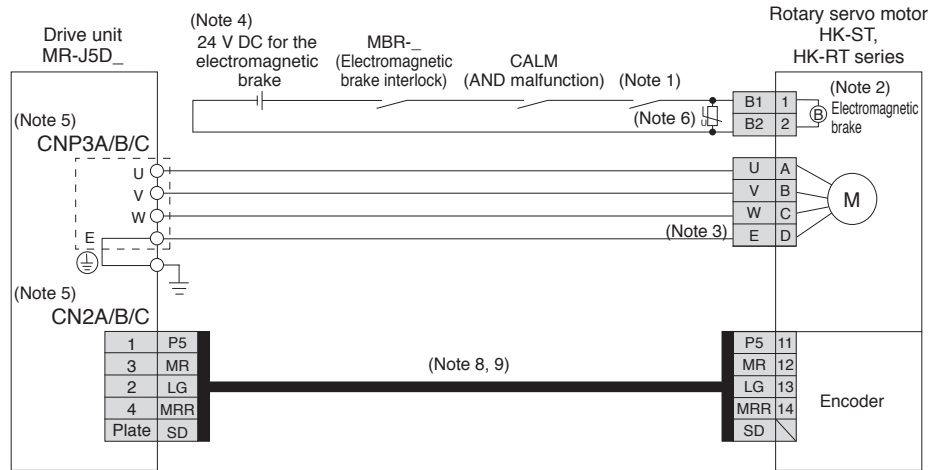 Drive unit
MR-J5D_
(Note 4)
24 V DC for the
electromagnetic
brake
MBR-_
(Electromagnetic
brake interlock)
CALM
(AND malfunction)
(Note 1)
Rotary servo motor
HK-ST,
HK-RT series
(Note 6)
U
B1 1
B2 2
(Note 2)
B
Electromagnetic
brake
(Note 5)
CNP3A/B/C
U
V
W
E
(Note 3)
U A
V B
W C
E D
M
(Note 5)
CN2A/B/C
1 P5
3 MR
2 LG
4 MRR
Plate SD
(Note 8, 9)
P5 11
MR 12
LG 13
MRR 14
SD
Encoder